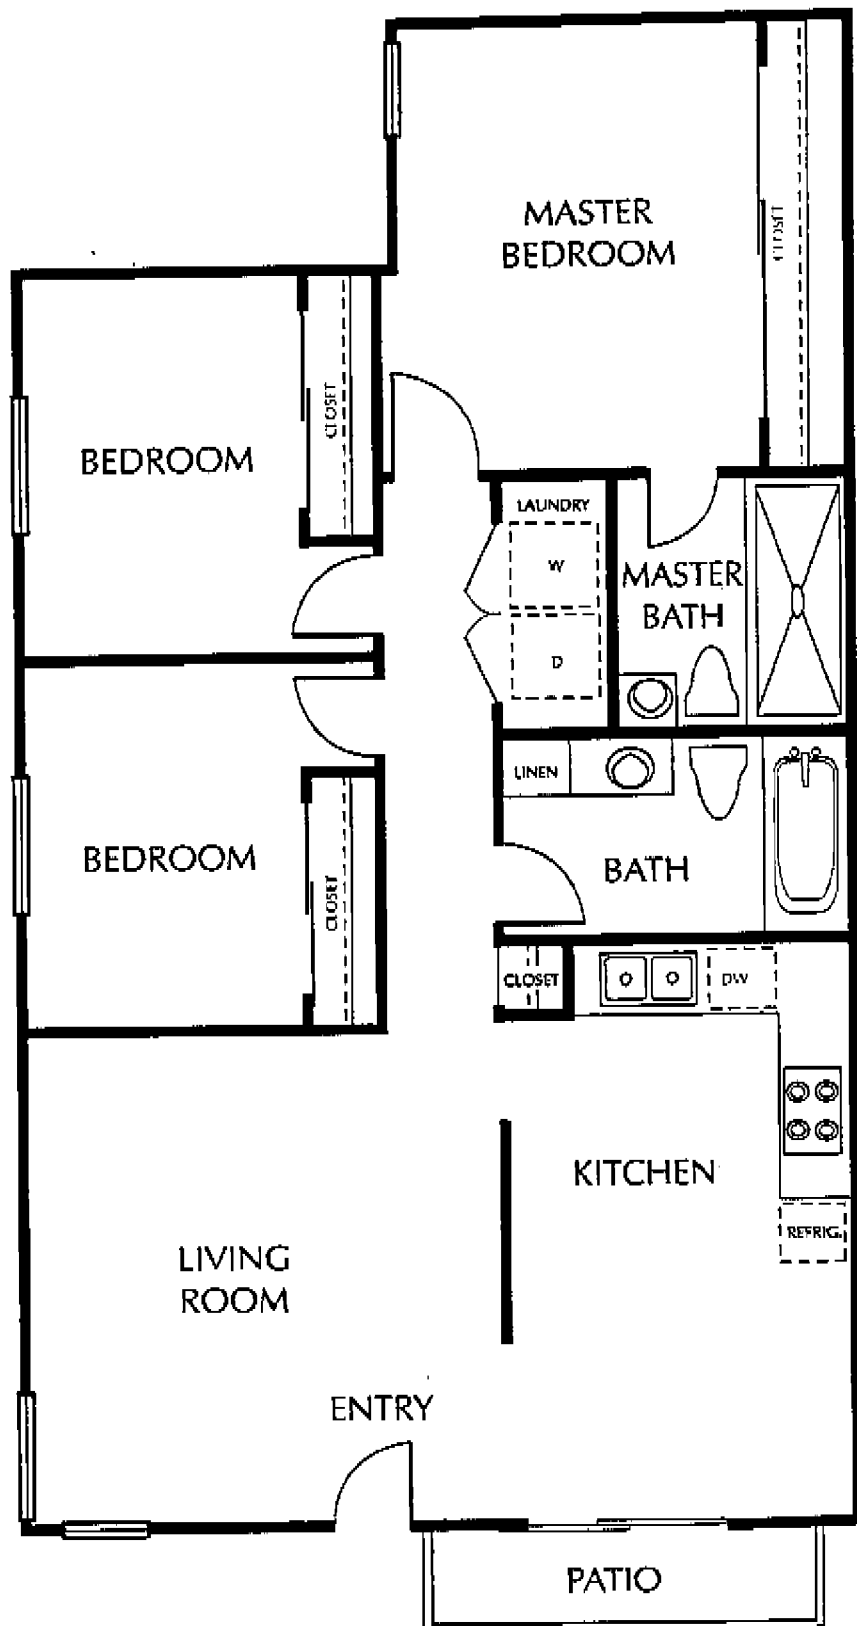 MASTER
BEDROOM
CLOSET
BEDROOM
CLOSET
LAUNDRY
W
D
MASTER
BATH
LINEN
BATH
BEDROOM
CLOSET
CLOSET
DW
KITCHEN
REFRIG.
LIVING
ROOM
ENTRY
PATIO